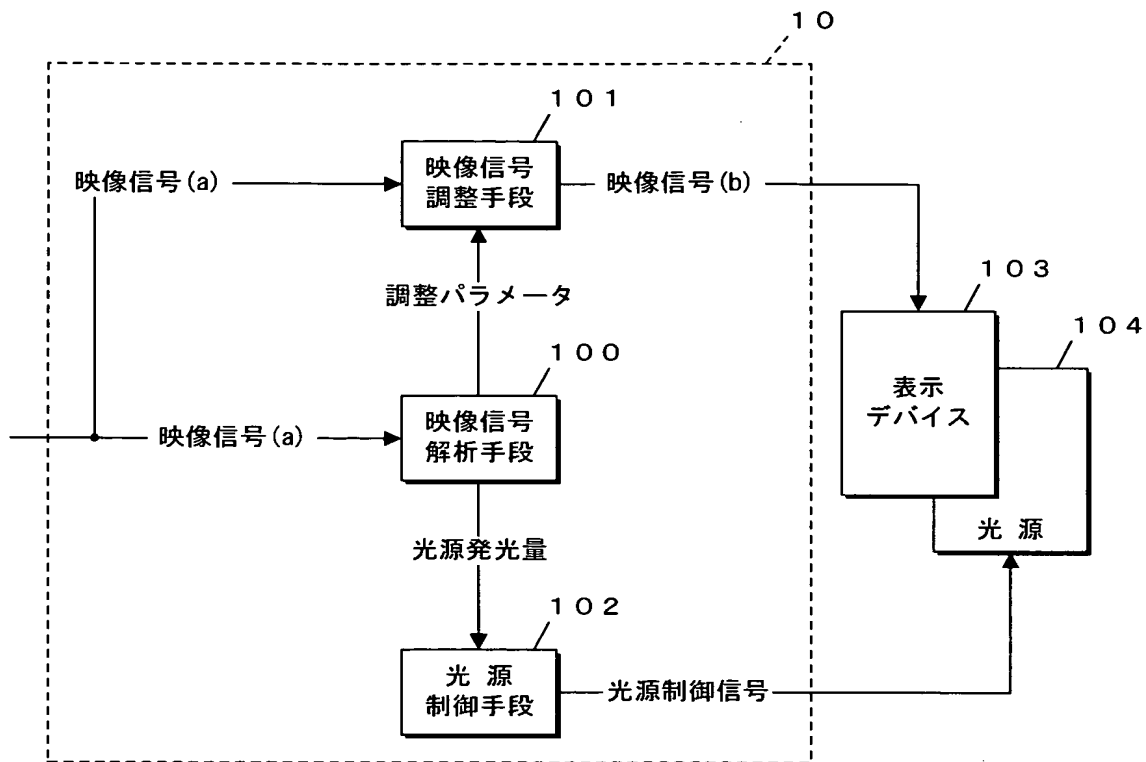 １０
１０１
映像信号(a)
映像信号
調整手段
映像信号(b)
調整パラメータ
１０３
１０４
１００
表示
デバイス
映像信号(a)
映像信号
解析手段
光 源
光源発光量
１０２
光 源
制御手段
光源制御信号